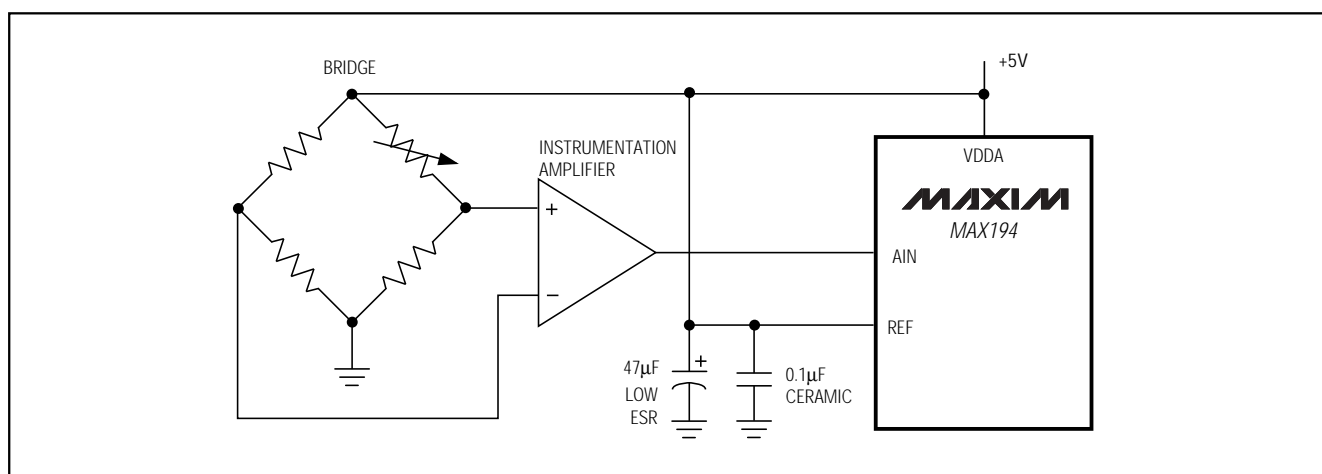 BRIDGE
+5V
INSTRUMENTATION
AMPLIFIER
+
−
VDDA
MAXIM
MAX194
AIN
REF
47µF
LOW
ESR
+
0.1µF
CERAMIC